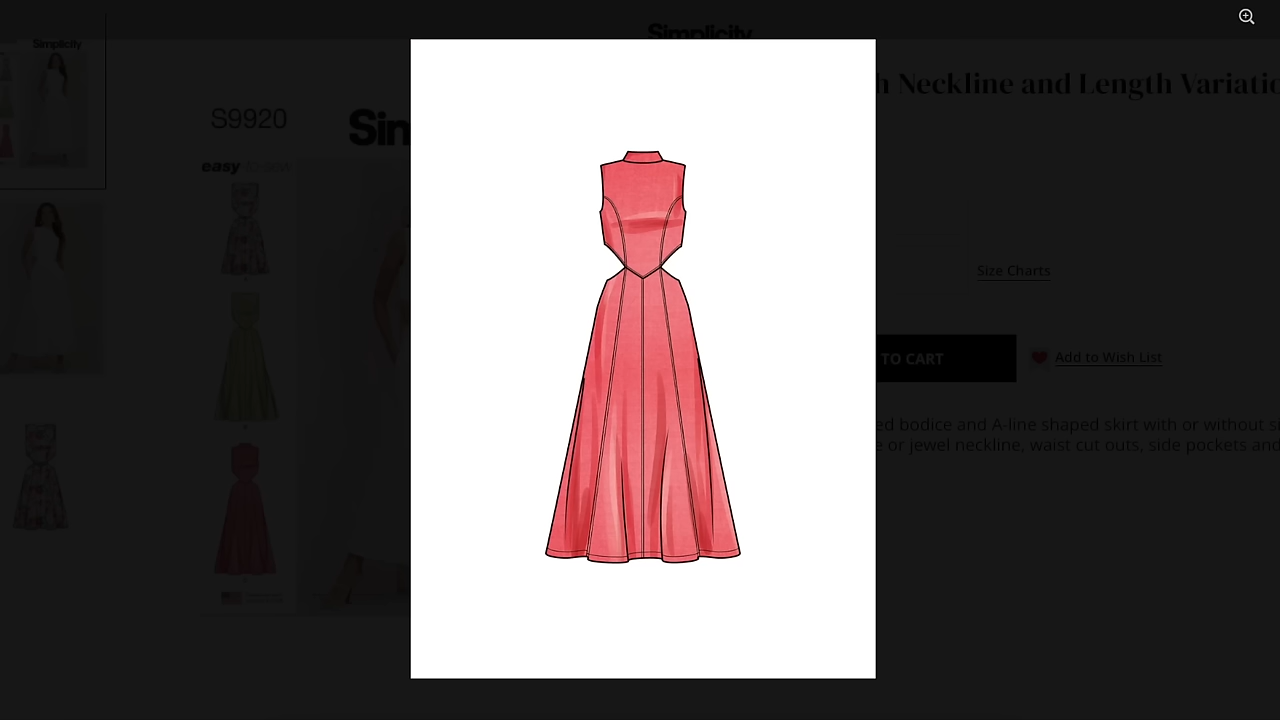 Simplicity
Simplicity
h Neckline and Length Variatio
S9920
Sim
easy
Size Charts
TO CART
Add to Wish List
ed bodice and A-line shaped skirt with or without s
e or jewel neckline, waist cut outs, side pockets and